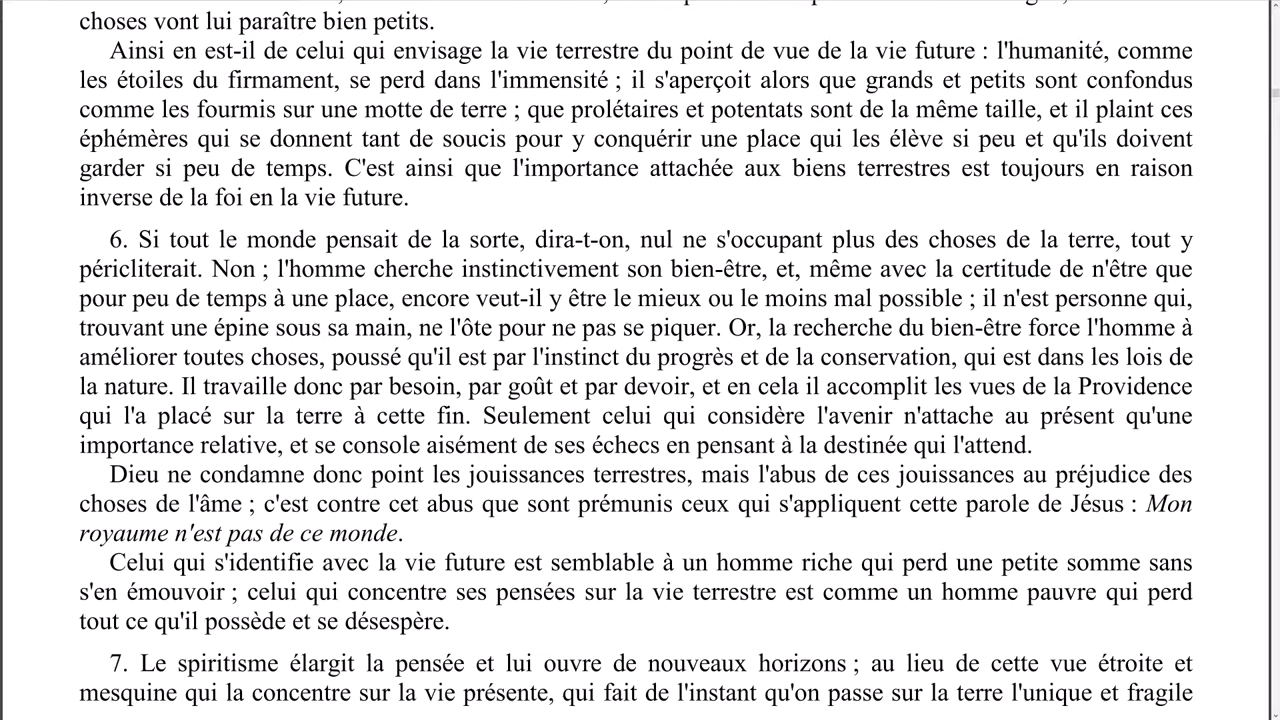 choses vont lui paraître bien petits.
Ainsi en est-il de celui qui envisage la vie terrestre du point de vue de la vie future : l'humanité, comme
les étoiles du firmament, se perd dans l'immensité ; il s'aperçoit alors que grands et petits sont confondus
comme les fourmis sur une motte de terre ; que prolétaires et potentats sont de la même taille, et il plaint ces
éphémères qui se donnent tant de soucis pour y conquérir une place qui les élève si peu et qu'ils doivent
garder si peu de temps. C'est ainsi que l'importance attachée aux biens terrestres est toujours en raison
inverse de la foi en la vie future.
6. Si tout le monde pensait de la sorte, dira-t-on, nul ne s'occupant plus des choses de la terre, tout y
péricliterait. Non ; l'homme cherche instinctivement son bien-être, et, même avec la certitude de n'être que
pour peu de temps à une place, encore veut-il y être le mieux ou le moins mal possible ; il n'est personne qui,
trouvant une épine sous sa main, ne l'ôte pour ne pas se piquer. Or, la recherche du bien-être force l'homme à
améliorer toutes choses, poussé qu'il est par l'instinct du progrès et de la conservation, qui est dans les lois de
la nature. Il travaille donc par besoin, par goût et par devoir, et en cela il accomplit les vues de la Providence
qui l'a placé sur la terre à cette fin. Seulement celui qui considère l'avenir n'attache au présent qu'une
importance relative, et se console aisément de ses échecs en pensant à la destinée qui l'attend.
Dieu ne condamne donc point les jouissances terrestres, mais l'abus de ces jouissances au préjudice des
choses de l'âme ; c'est contre cet abus que sont prémunis ceux qui s'appliquent cette parole de Jésus : Mon
royaume n'est pas de ce monde.
Celui qui s'identifie avec la vie future est semblable à un homme riche qui perd une petite somme sans
s'en émouvoir ; celui qui concentre ses pensées sur la vie terrestre est comme un homme pauvre qui perd
tout ce qu'il possède et se désespère.
7. Le spiritisme élargit la pensée et lui ouvre de nouveaux horizons ; au lieu de cette vue étroite et
mesquine qui la concentre sur la vie présente, qui fait de l'instant qu'on passe sur la terre l'unique et fragile